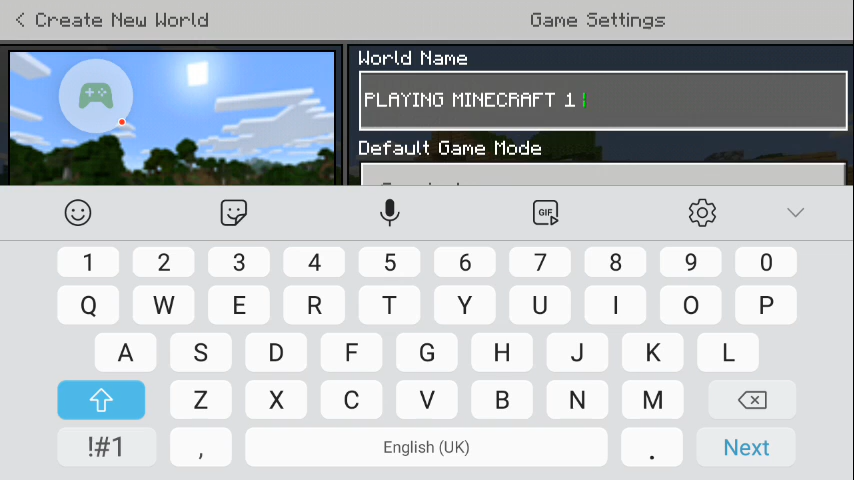 < Create New World
Game Settings
World Name
PLAYING MINECRAFT 1
Default Game Mode
GIF
1 2 3 4 5 6 7 8 9 0
Q W E R T Y U I O P
A S D F G H J K L
Z X C V B N M
!#1 , English (UK) . Next